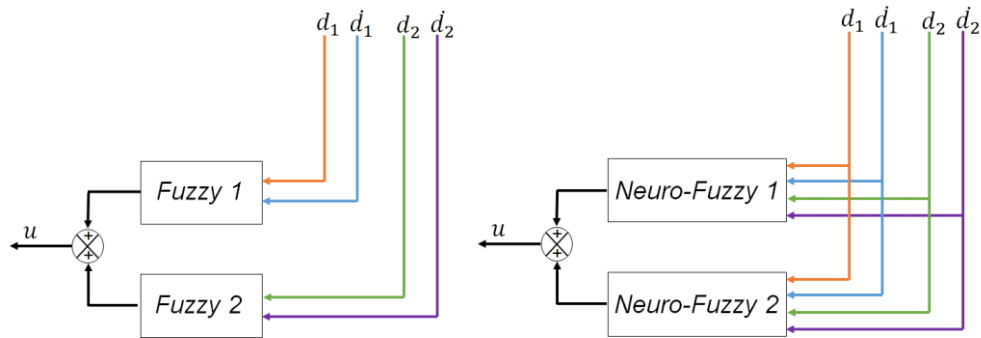 d₁ ḋ₁ d₂ ḋ₂
Fuzzy 1
u
+
+
Fuzzy 2
d₁ ḋ₁ d₂ ḋ₂
Neuro-Fuzzy 1
u
+
+
Neuro-Fuzzy 2